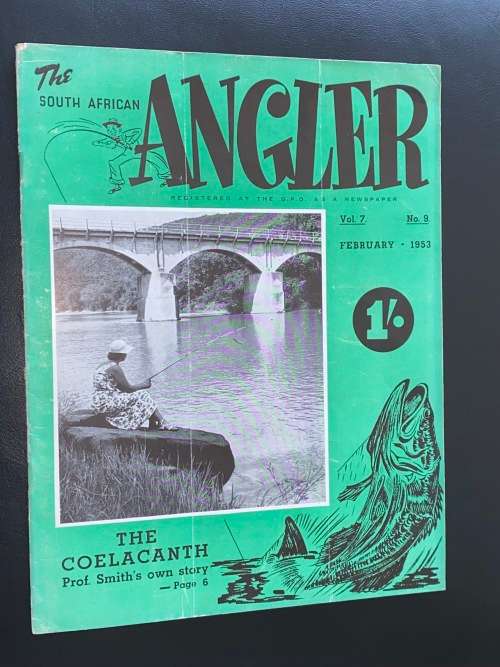 The
SOUTH AFRICAN
ANGLER
REGISTERED AT THE G.P.O. AS A NEWSPAPER
Vol. 7. No. 9.
FEBRUARY - 1953
1/-
THE
COELACANTH
Prof. Smith's own story
— Page 6